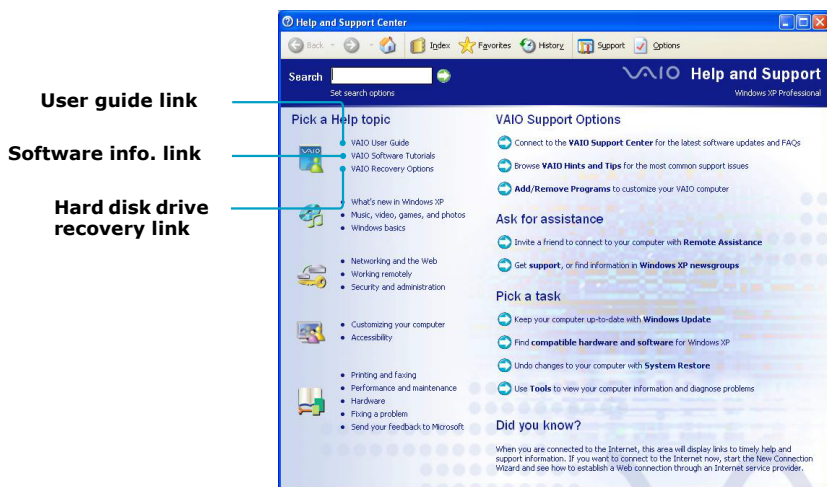 Help and Support Center
Back
Index
Favorites
History
Support
Options
Search
Set search options
VAIO Help and Support
Windows XP Professional
User guide link
Software info. link
Hard disk drive
recovery link
Pick a Help topic
VAIO
VAIO User Guide
VAIO Software Tutorials
VAIO Recovery Options
What's new in Windows XP
Music, video, games, and photos
Windows basics
Networking and the Web
Working remotely
Security and administration
Customizing your computer
Accessibility
Printing and faxing
Performance and maintenance
Hardware
Fixing a problem
Send your feedback to Microsoft
VAIO Support Options
Connect to the VAIO Support Center for the latest software updates and FAQs
Browse VAIO Hints and Tips for the most common support issues
Add/Remove Programs to customize your VAIO computer
Ask for assistance
Invite a friend to connect to your computer with Remote Assistance
Get support, or find information in Windows XP newsgroups
Pick a task
Keep your computer up-to-date with Windows Update
Find compatible hardware and software for Windows XP
Undo changes to your computer with System Restore
Use Tools to view your computer information and diagnose problems
Did you know?
When you are connected to the Internet, this area will display links to timely help and
support information. If you want to connect to the Internet now, start the New Connection
Wizard and see how to establish a Web connection through an Internet service provider.